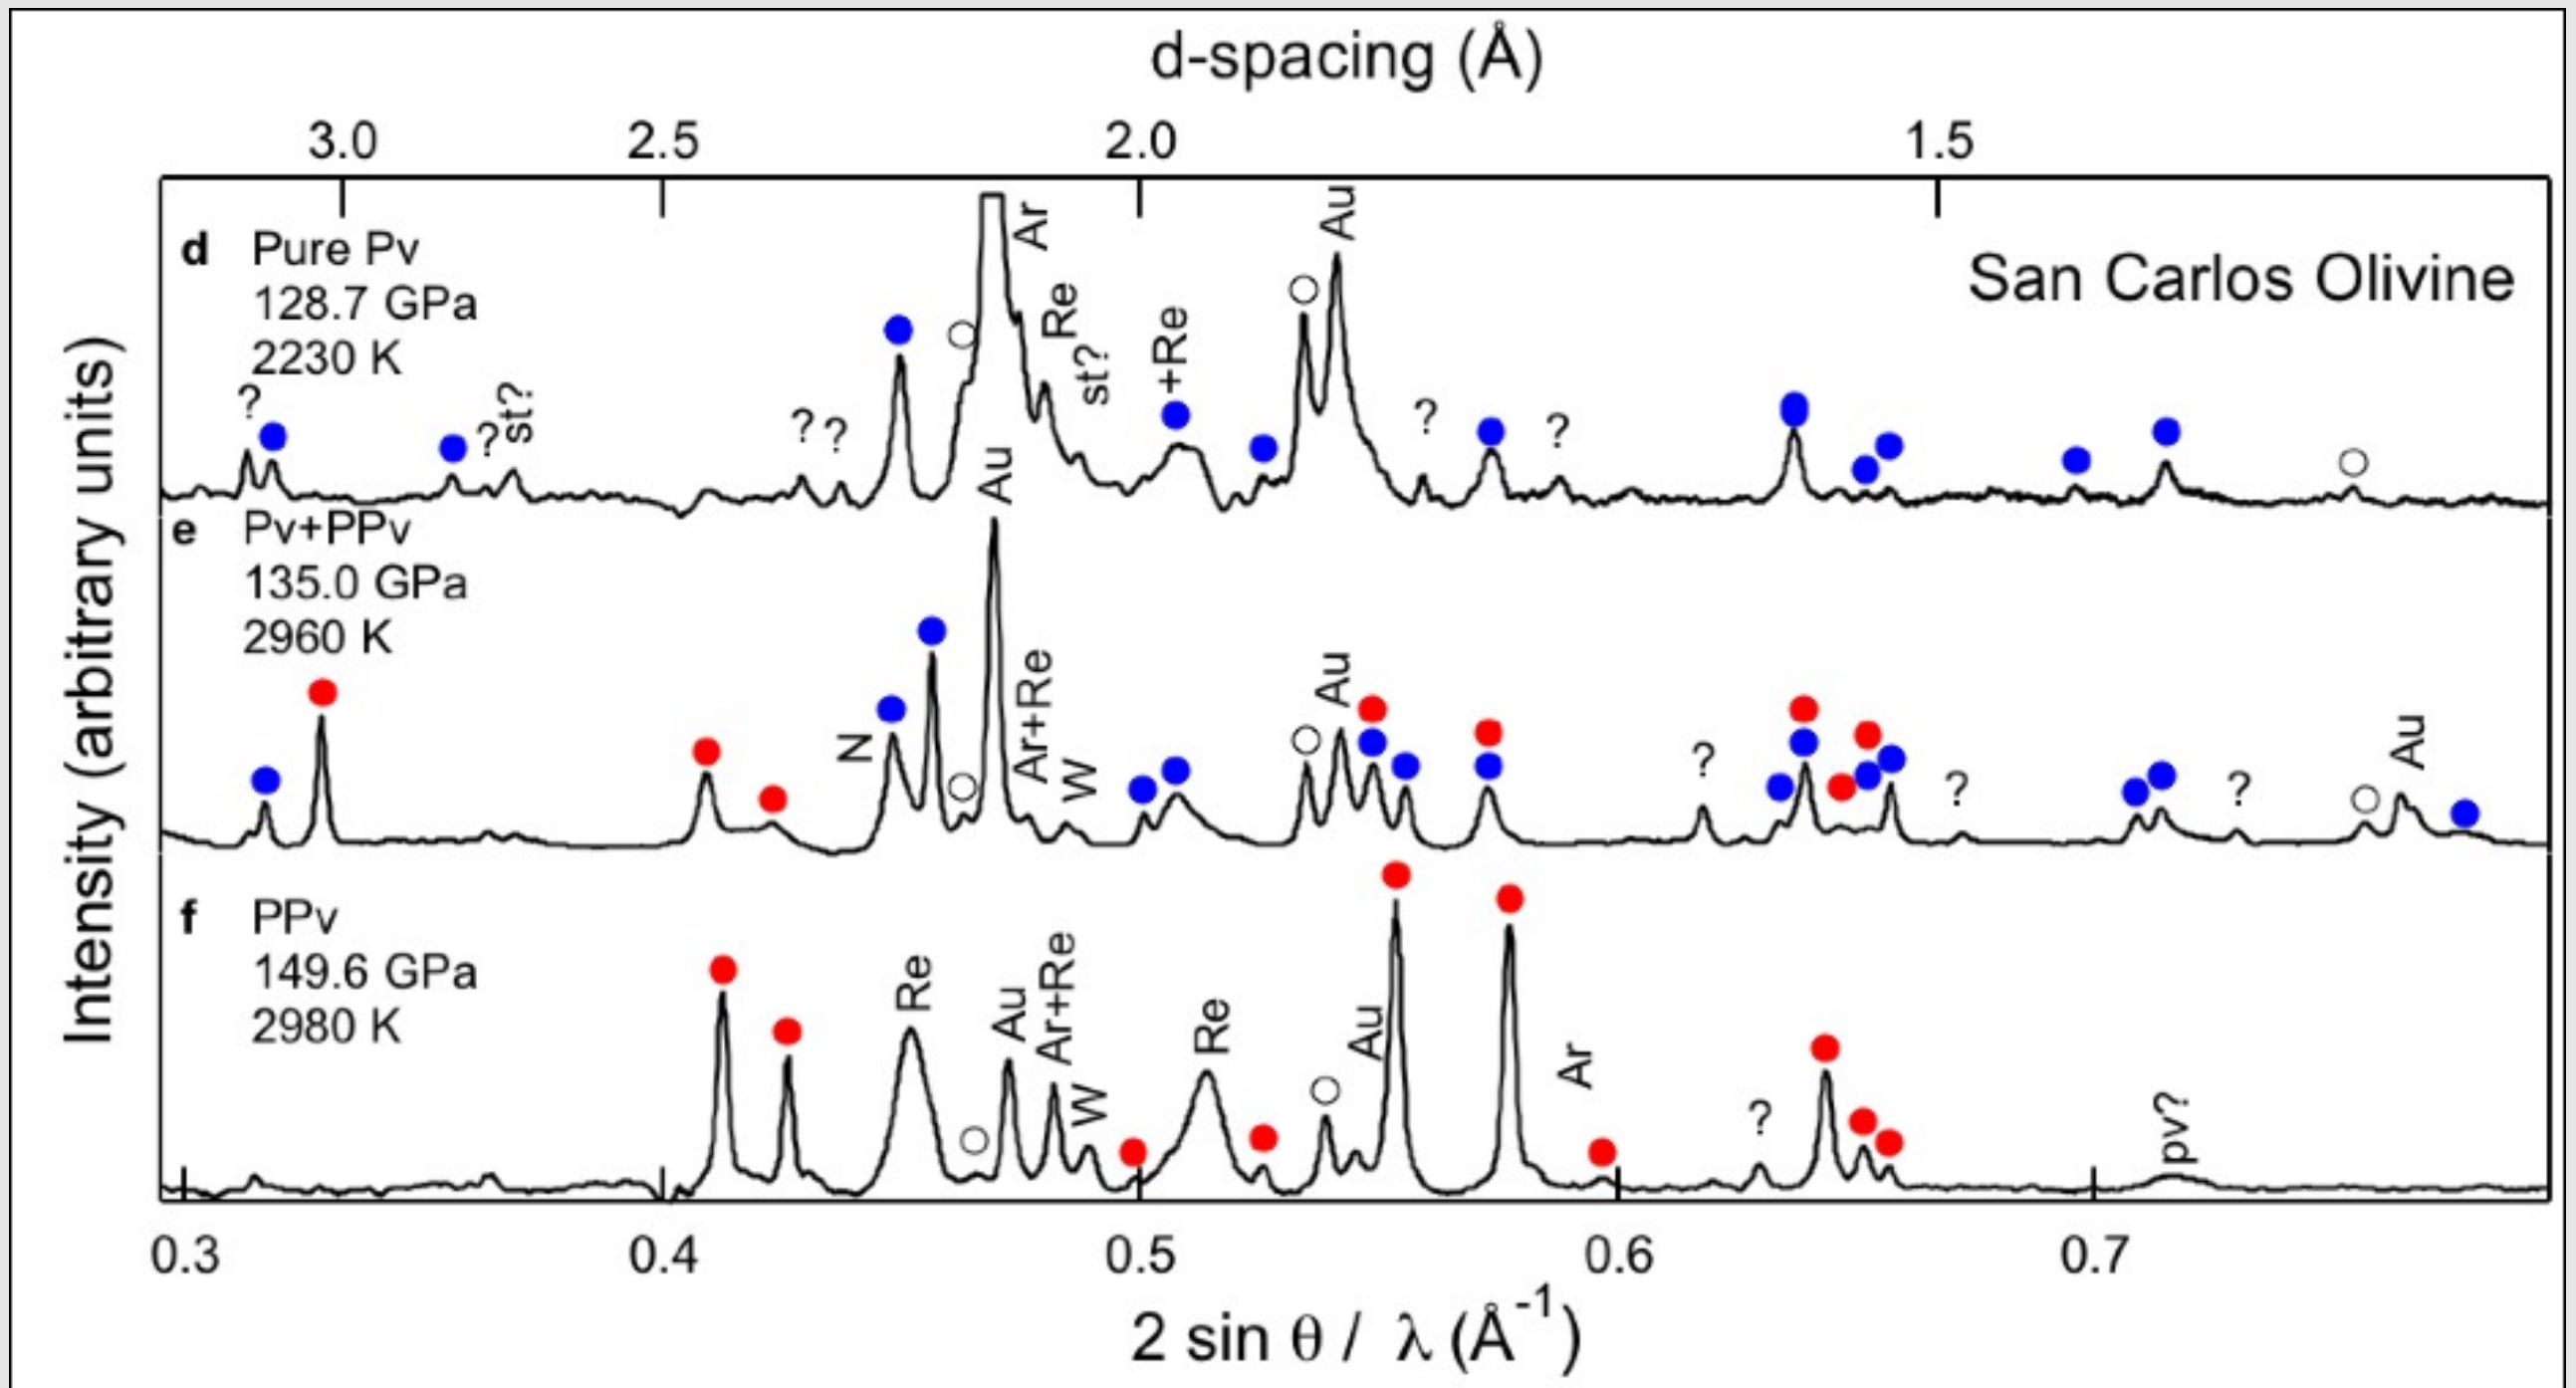 d-spacing (Å)
3.0 2.5 2.0 1.5
d Pure Pv
128.7 GPa
2230 K
San Carlos Olivine
? ? st? ? ? Ar Re st? +Re Au ? ?
e Pv+PPv
135.0 GPa
2960 K
N Au Ar+Re W Au ? ? ? Au
f PPv
149.6 GPa
2980 K
Re Au Ar+Re W Re Au Ar ? pv?
Intensity (arbitrary units)
0.3 0.4 0.5 0.6 0.7
2 sin θ / λ (Å⁻¹)